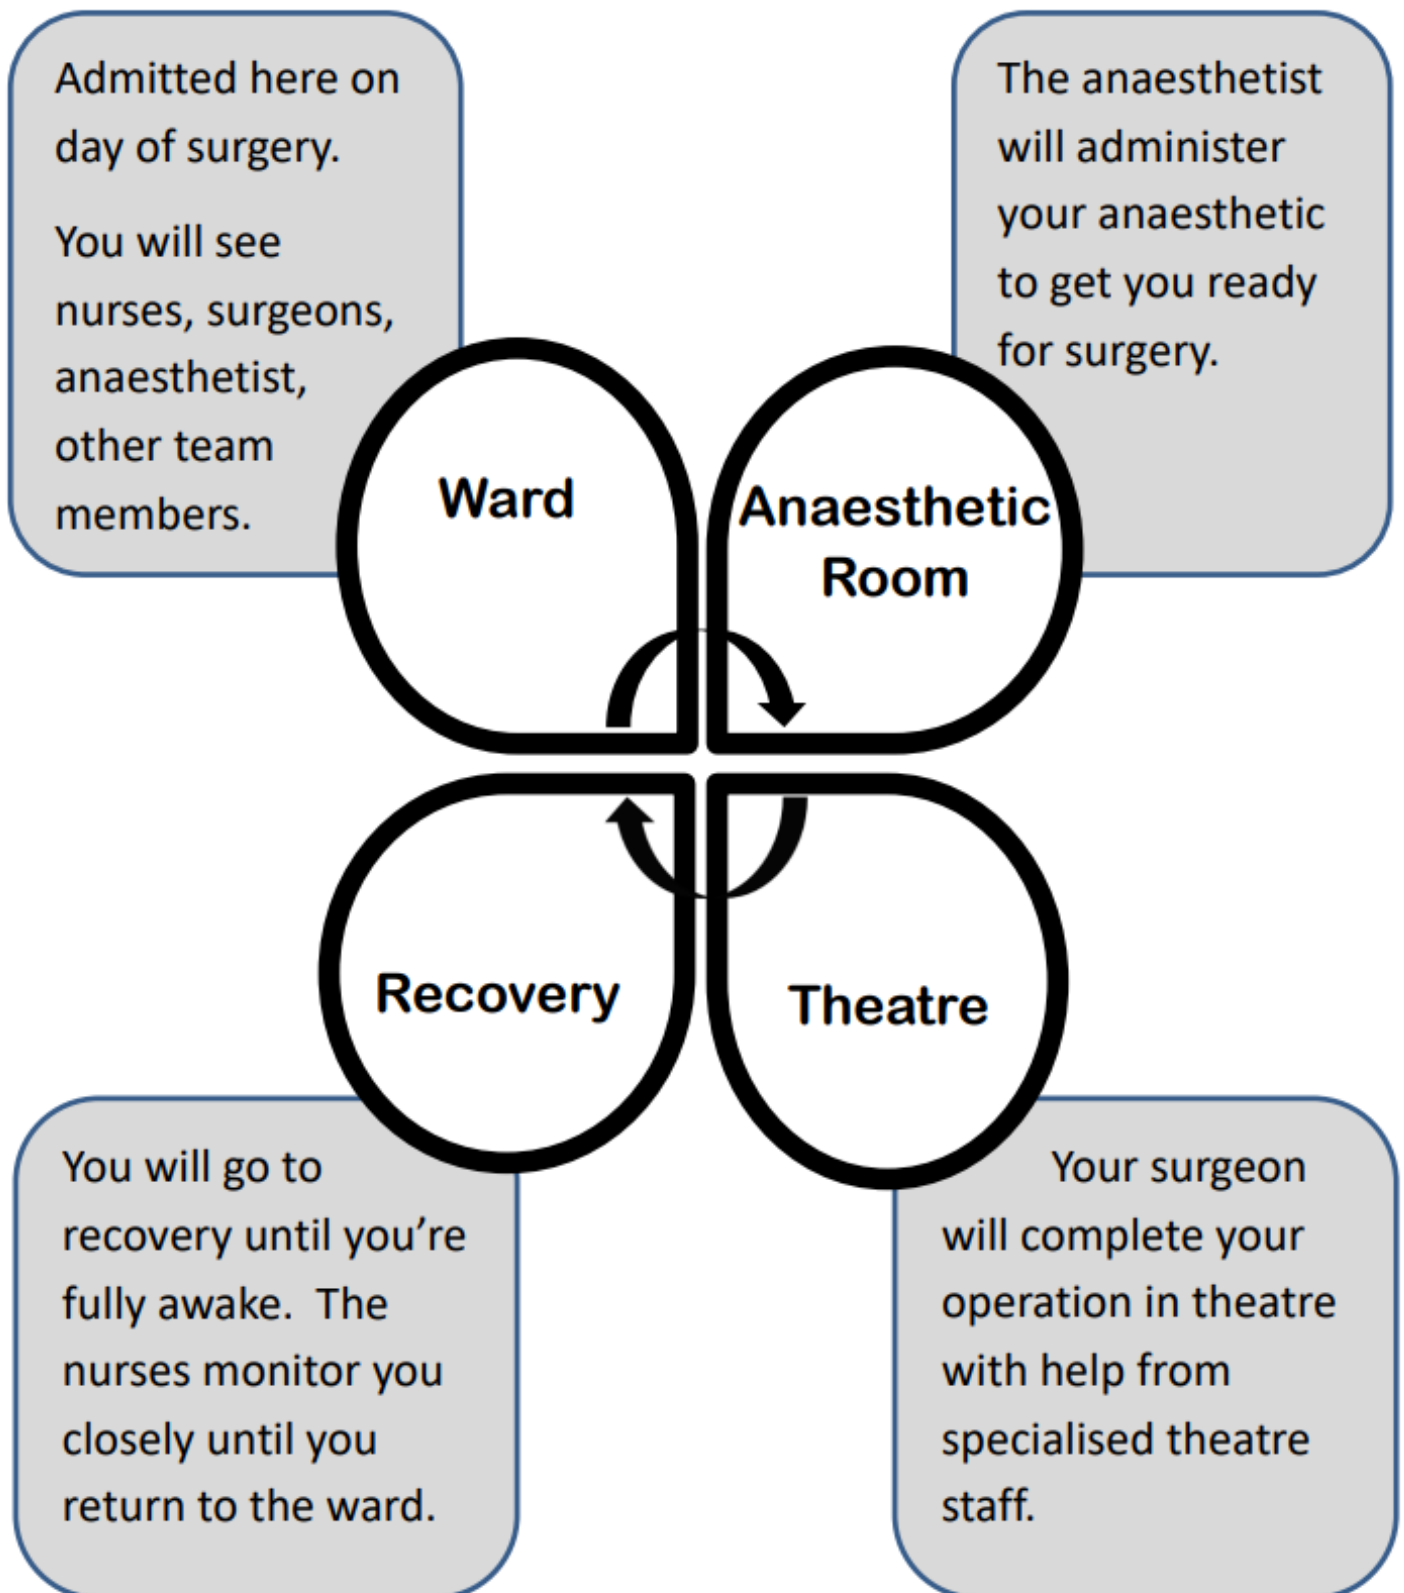 Admitted here on
day of surgery.
You will see
nurses, surgeons,
anaesthetist,
other team
members.
The anaesthetist
will administer
your anaesthetic
to get you ready
for surgery.
Ward
Anaesthetic
Room
Recovery
Theatre
You will go to
recovery until you’re
fully awake.  The
nurses monitor you
closely until you
return to the ward.
Your surgeon
will complete your
operation in theatre
with help from
specialised theatre
staff.